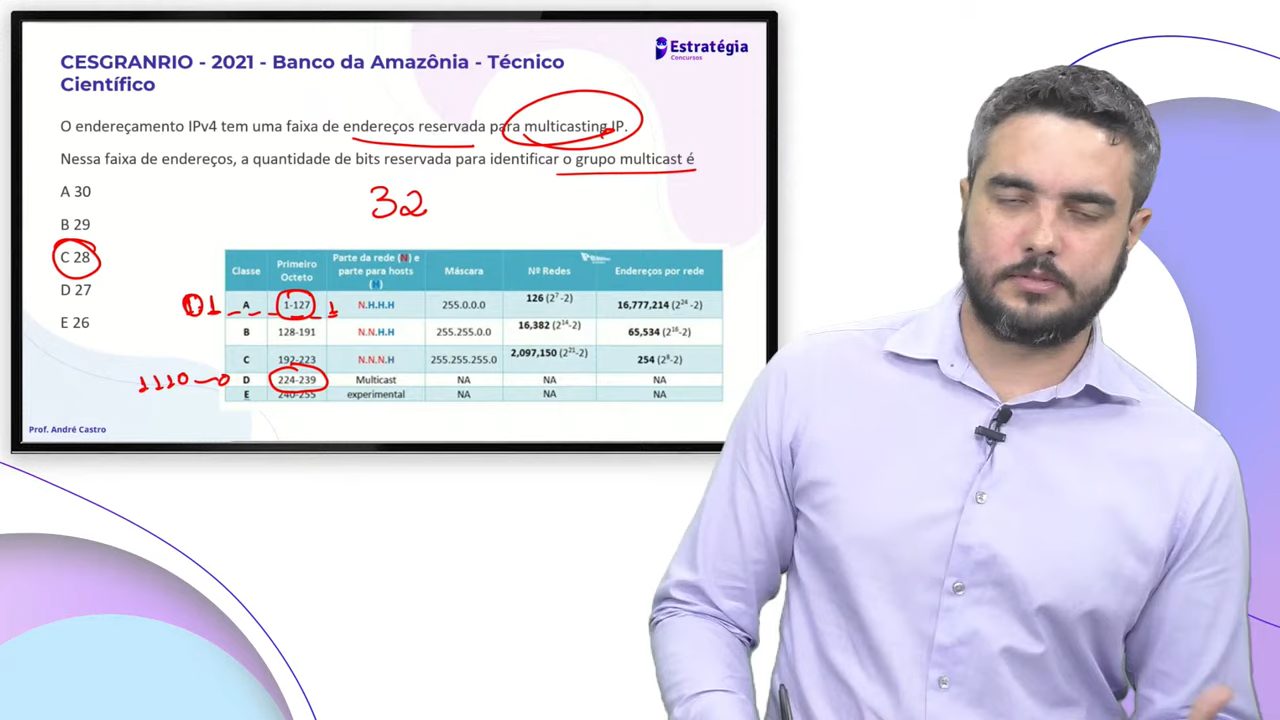 CESGRANRIO - 2021 - Banco da Amazônia - Técnico
Científico
Estratégia
Concursos
O endereçamento IPv4 tem uma faixa de endereços reservada para multicasting IP.
Nessa faixa de endereços, a quantidade de bits reservada para identificar o grupo multicast é
A 30
B 29
C 28
D 27
E 26
32
Classe Primeiro Octeto Parte da rede (N) e parte para hosts (H) Máscara Nº Redes Endereços por rede
A 1-127 N.H.H.H 255.0.0.0 126 (2⁷-2) 16,777,214 (2²⁴-2)
B 128-191 N.N.H.H 255.255.0.0 16,382 (2¹⁴-2) 65,534 (2¹⁶-2)
C 192-223 N.N.N.H 255.255.255.0 2,097,150 (2²¹-2) 254 (2⁸-2)
1110 D 224-239 Multicast NA NA NA
E 240-255 experimental NA NA NA
Prof. André Castro